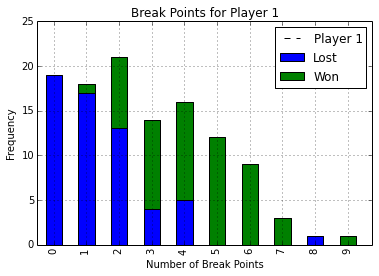 Break Points for Player 1
Player 1
Lost
Won
25
20
15
10
5
0
Frequency
0 1 2 3 4 5 6 7 8 9
Number of Break Points